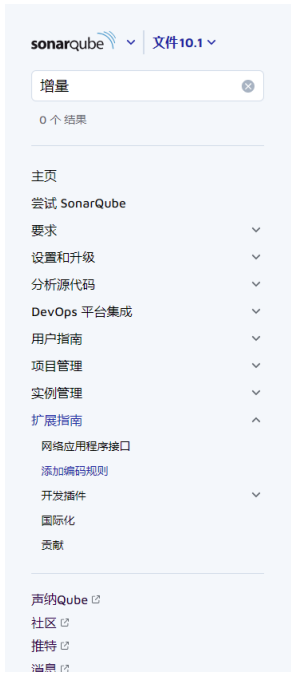 sonarqube 文件10.1
增量
0 个 结果
主页
尝试 SonarQube
要求
设置和升级
分析源代码
DevOps 平台集成
用户指南
项目管理
实例管理
扩展指南
网络应用程序接口
添加编码规则
开发插件
国际化
贡献
声纳Qube
社区
推特
消息